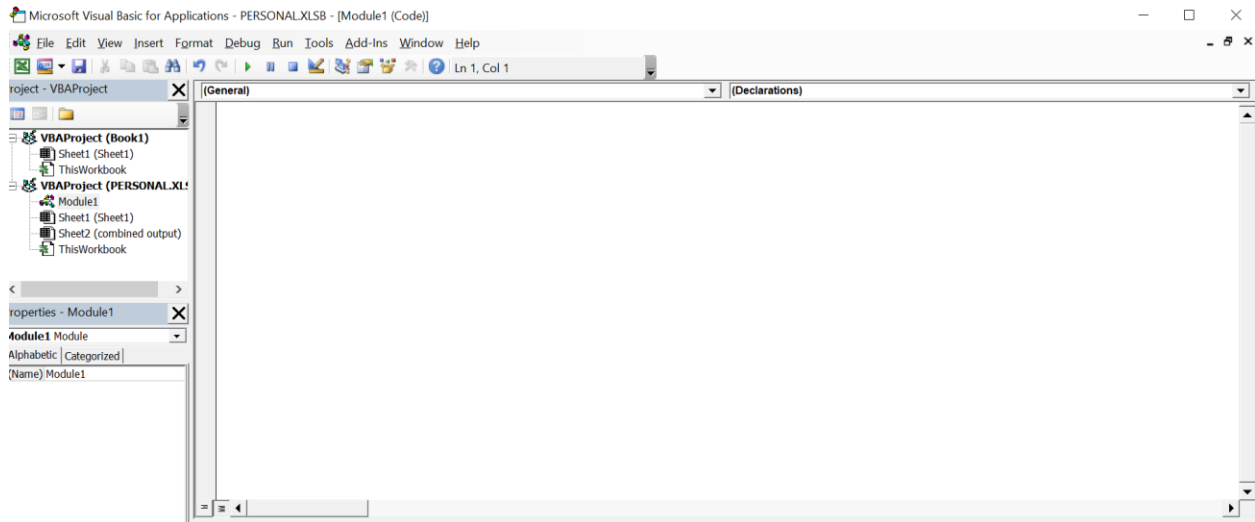 Microsoft Visual Basic for Applications - PERSONAL.XLSB - [Module1 (Code)]
File Edit View Insert Format Debug Run Tools Add-Ins Window Help
Ln 1, Col 1
roject - VBAProject
(General) (Declarations)
VBAProject (Book1)
Sheet1 (Sheet1)
ThisWorkbook
VBAProject (PERSONAL.XLS
Module1
Sheet1 (Sheet1)
Sheet2 (combined output)
ThisWorkbook
roperties - Module1
Module1 Module
Alphabetic Categorized
(Name) Module1